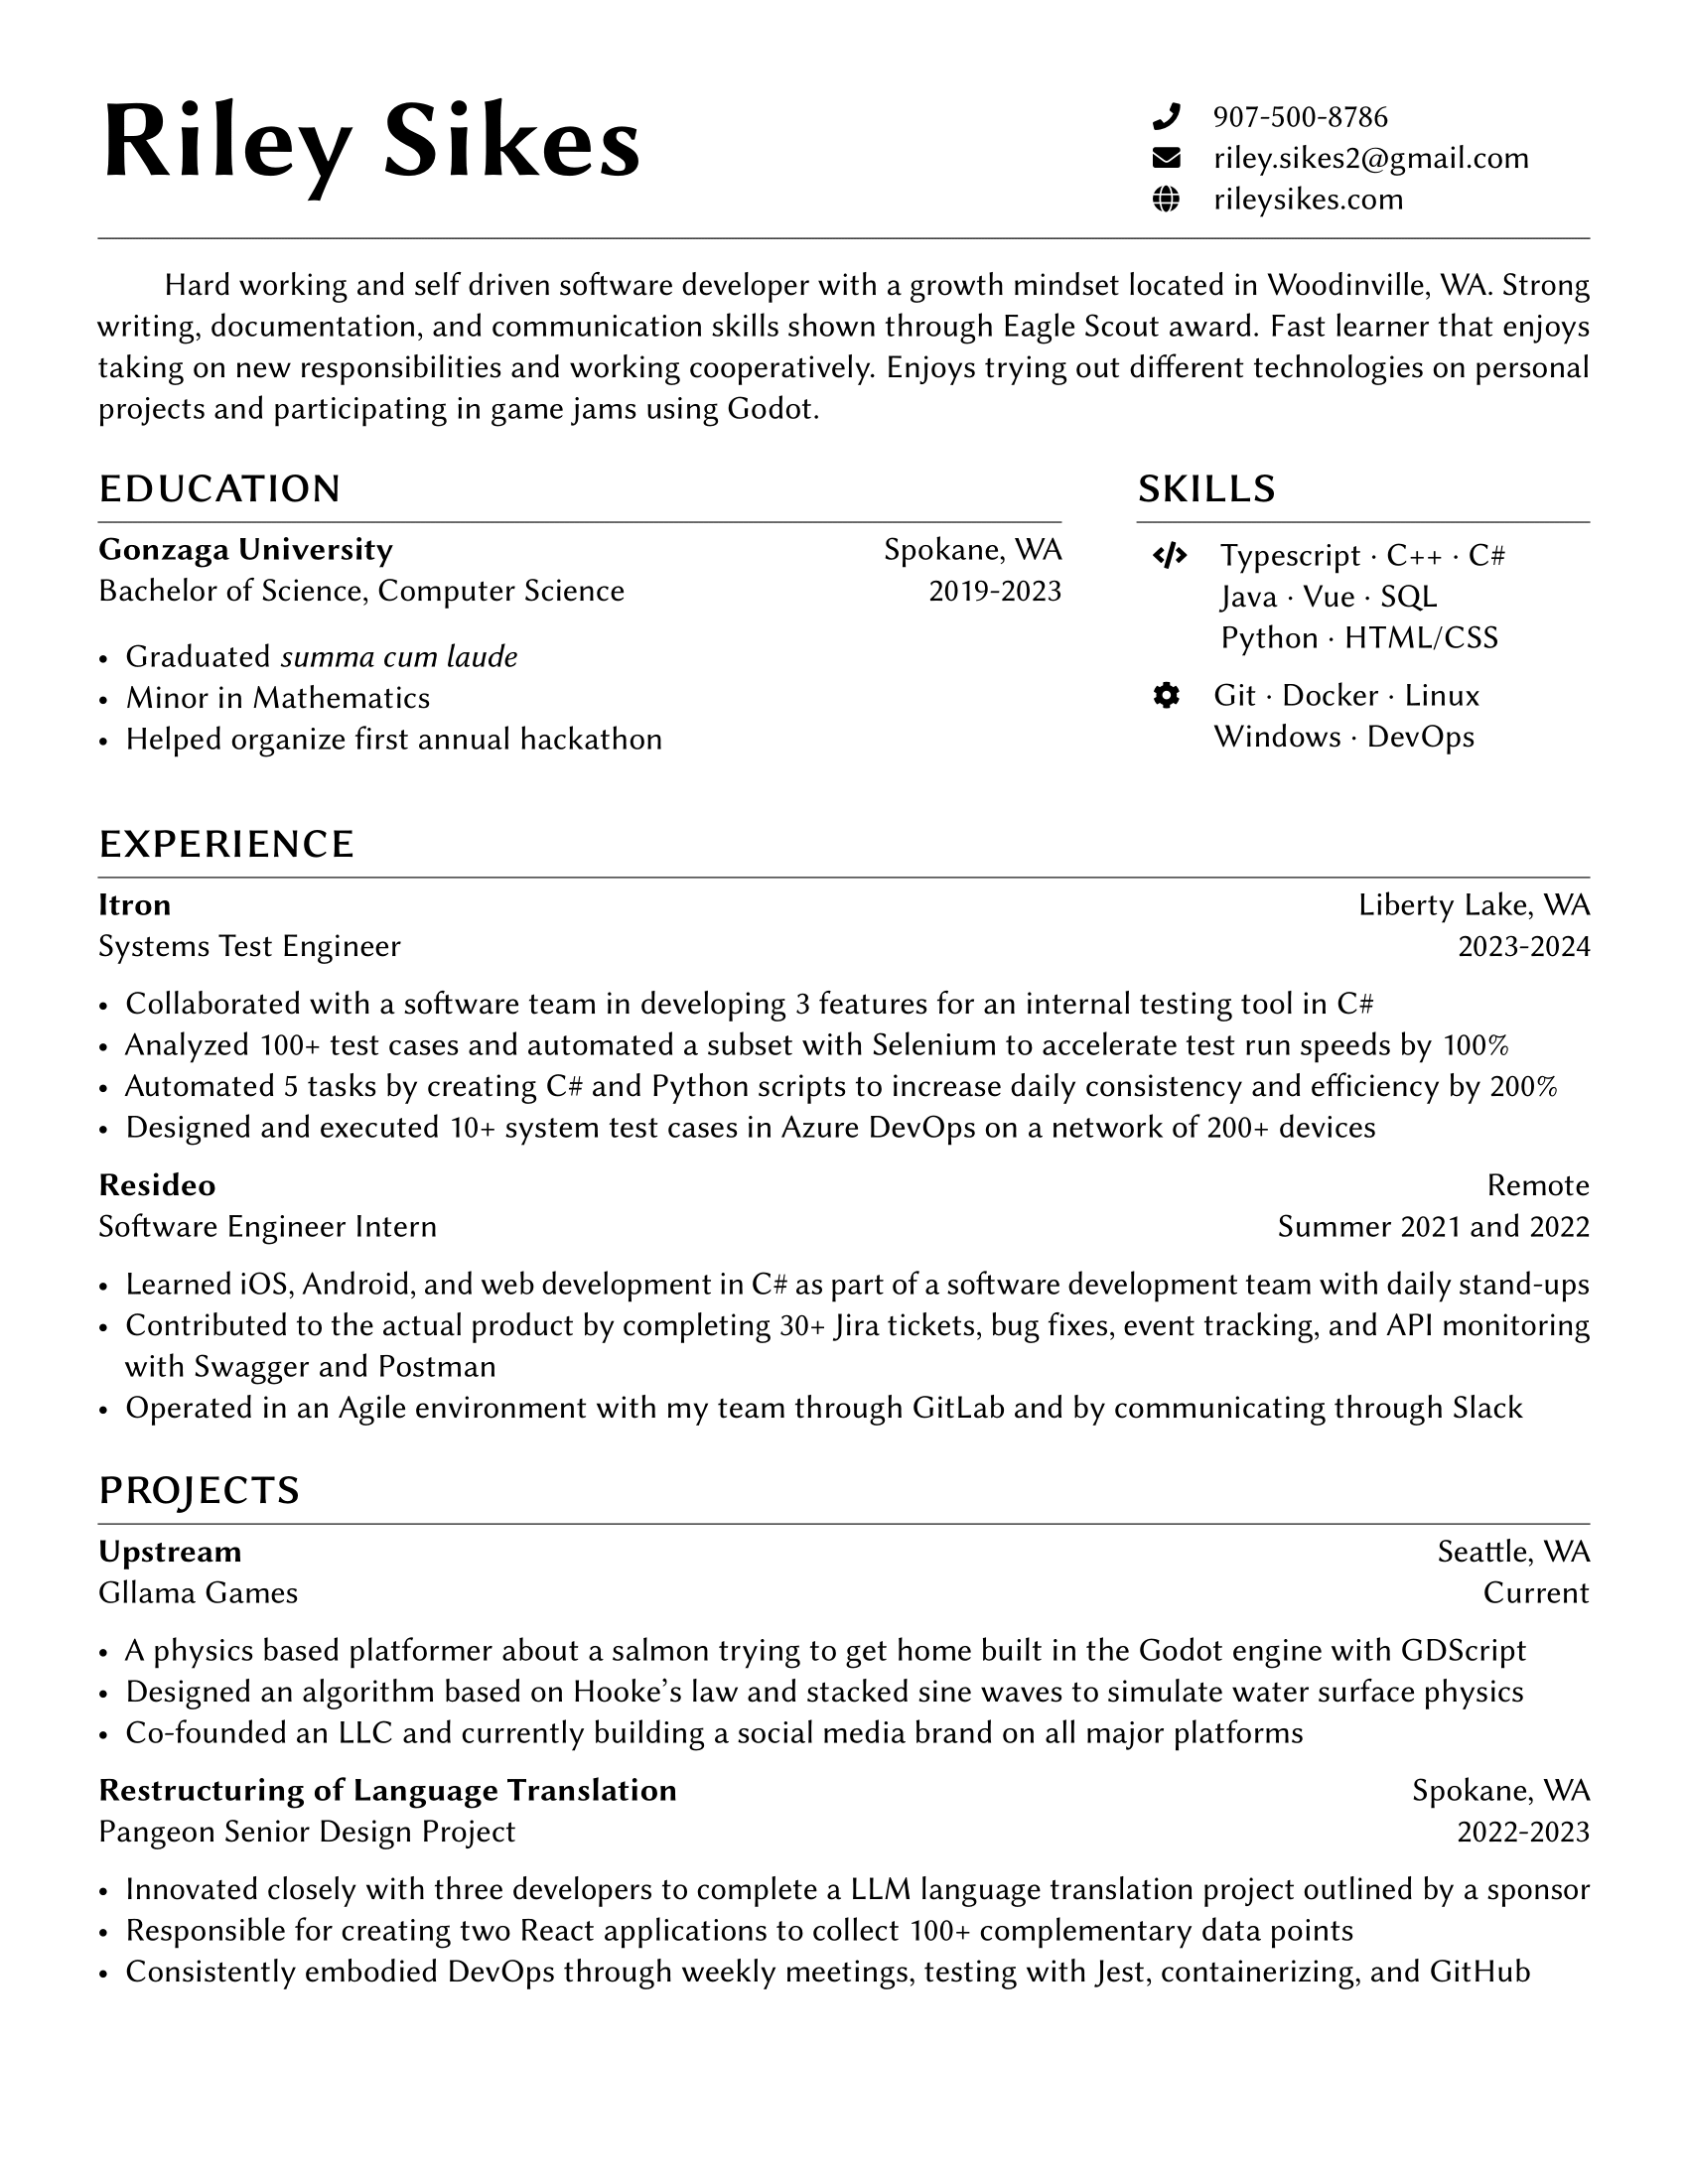 Riley Sikes
907-500-8786
riley.sikes2@gmail.com
rileysikes.com
Hard working and self driven software developer with a growth mindset located in Woodinville, WA. Strong
writing, documentation, and communication skills shown through Eagle Scout award. Fast learner that enjoys
taking on new responsibilities and working cooperatively. Enjoys trying out different technologies on personal
projects and participating in game jams using Godot.
EDUCATION
Gonzaga University Spokane, WA
Bachelor of Science, Computer Science 2019-2023
• Graduated summa cum laude
• Minor in Mathematics
• Helped organize first annual hackathon
SKILLS
Typescript · C++ · C#
Java · Vue · SQL
Python · HTML/CSS
Git · Docker · Linux
Windows · DevOps
EXPERIENCE
Itron Liberty Lake, WA
Systems Test Engineer 2023-2024
• Collaborated with a software team in developing 3 features for an internal testing tool in C#
• Analyzed 100+ test cases and automated a subset with Selenium to accelerate test run speeds by 100%
• Automated 5 tasks by creating C# and Python scripts to increase daily consistency and efficiency by 200%
• Designed and executed 10+ system test cases in Azure DevOps on a network of 200+ devices
Resideo Remote
Software Engineer Intern Summer 2021 and 2022
• Learned iOS, Android, and web development in C# as part of a software development team with daily stand-ups
• Contributed to the actual product by completing 30+ Jira tickets, bug fixes, event tracking, and API monitoring
with Swagger and Postman
• Operated in an Agile environment with my team through GitLab and by communicating through Slack
PROJECTS
Upstream Seattle, WA
Gllama Games Current
• A physics based platformer about a salmon trying to get home built in the Godot engine with GDScript
• Designed an algorithm based on Hooke’s law and stacked sine waves to simulate water surface physics
• Co-founded an LLC and currently building a social media brand on all major platforms
Restructuring of Language Translation Spokane, WA
Pangeon Senior Design Project 2022-2023
• Innovated closely with three developers to complete a LLM language translation project outlined by a sponsor
• Responsible for creating two React applications to collect 100+ complementary data points
• Consistently embodied DevOps through weekly meetings, testing with Jest, containerizing, and GitHub